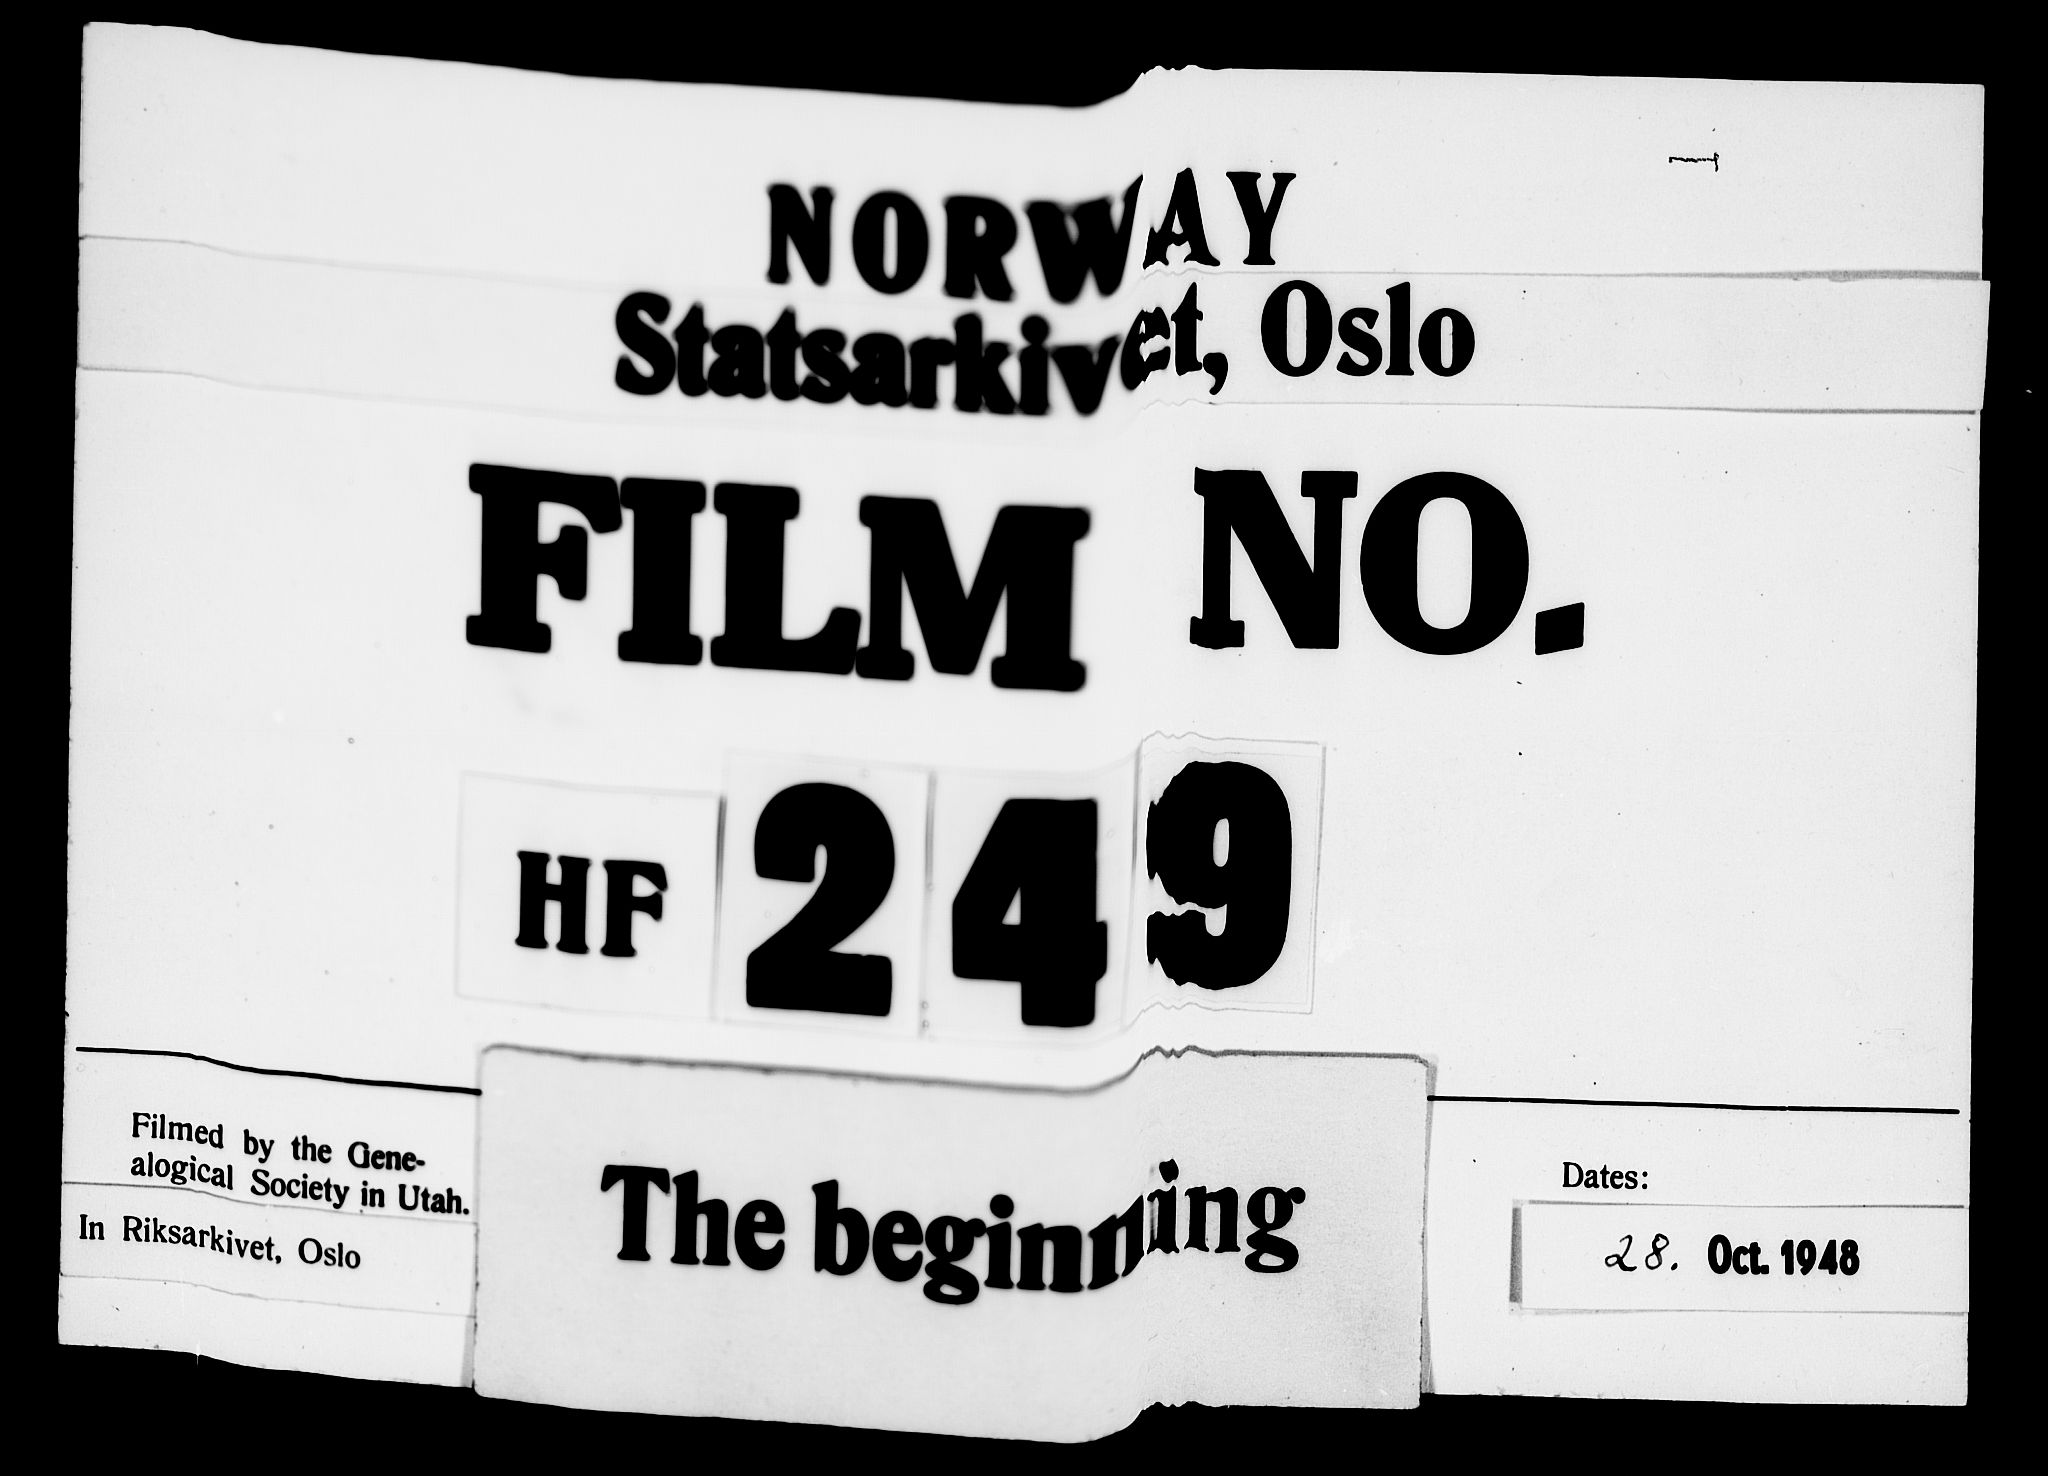 NORWAY
Statsarkivet, Oslo
FILM NO.
HF 249
Filmed by the Gene-
alogical Society in Utah.
In Riksarkivet, Oslo
The beginning
Dates:
28. Oct. 1948